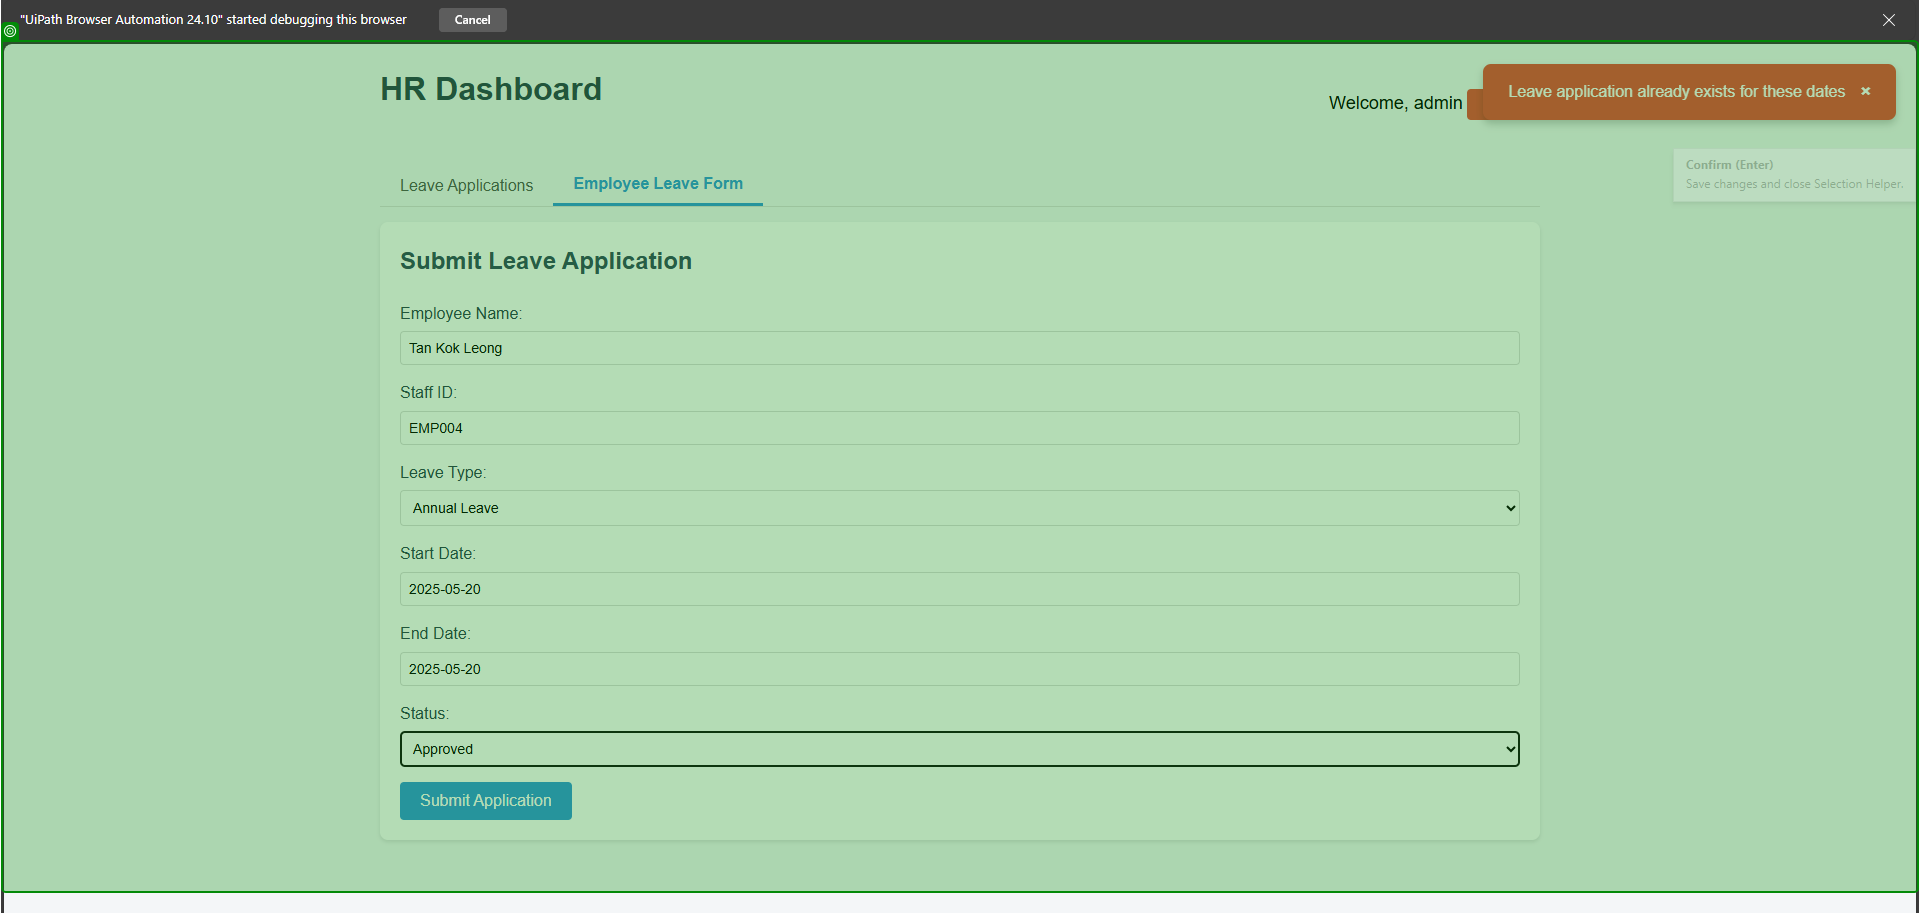 "UiPath Browser Automation 24.10" started debugging this browser
Cancel
HR Dashboard
Welcome, admin
Leave application already exists for these dates ×
Confirm (Enter)
Save changes and close Selection Helper.
Leave Applications
Employee Leave Form
Submit Leave Application
Employee Name:
Tan Kok Leong
Staff ID:
EMP004
Leave Type:
Annual Leave
Start Date:
2025-05-20
End Date:
2025-05-20
Status:
Approved
Submit Application